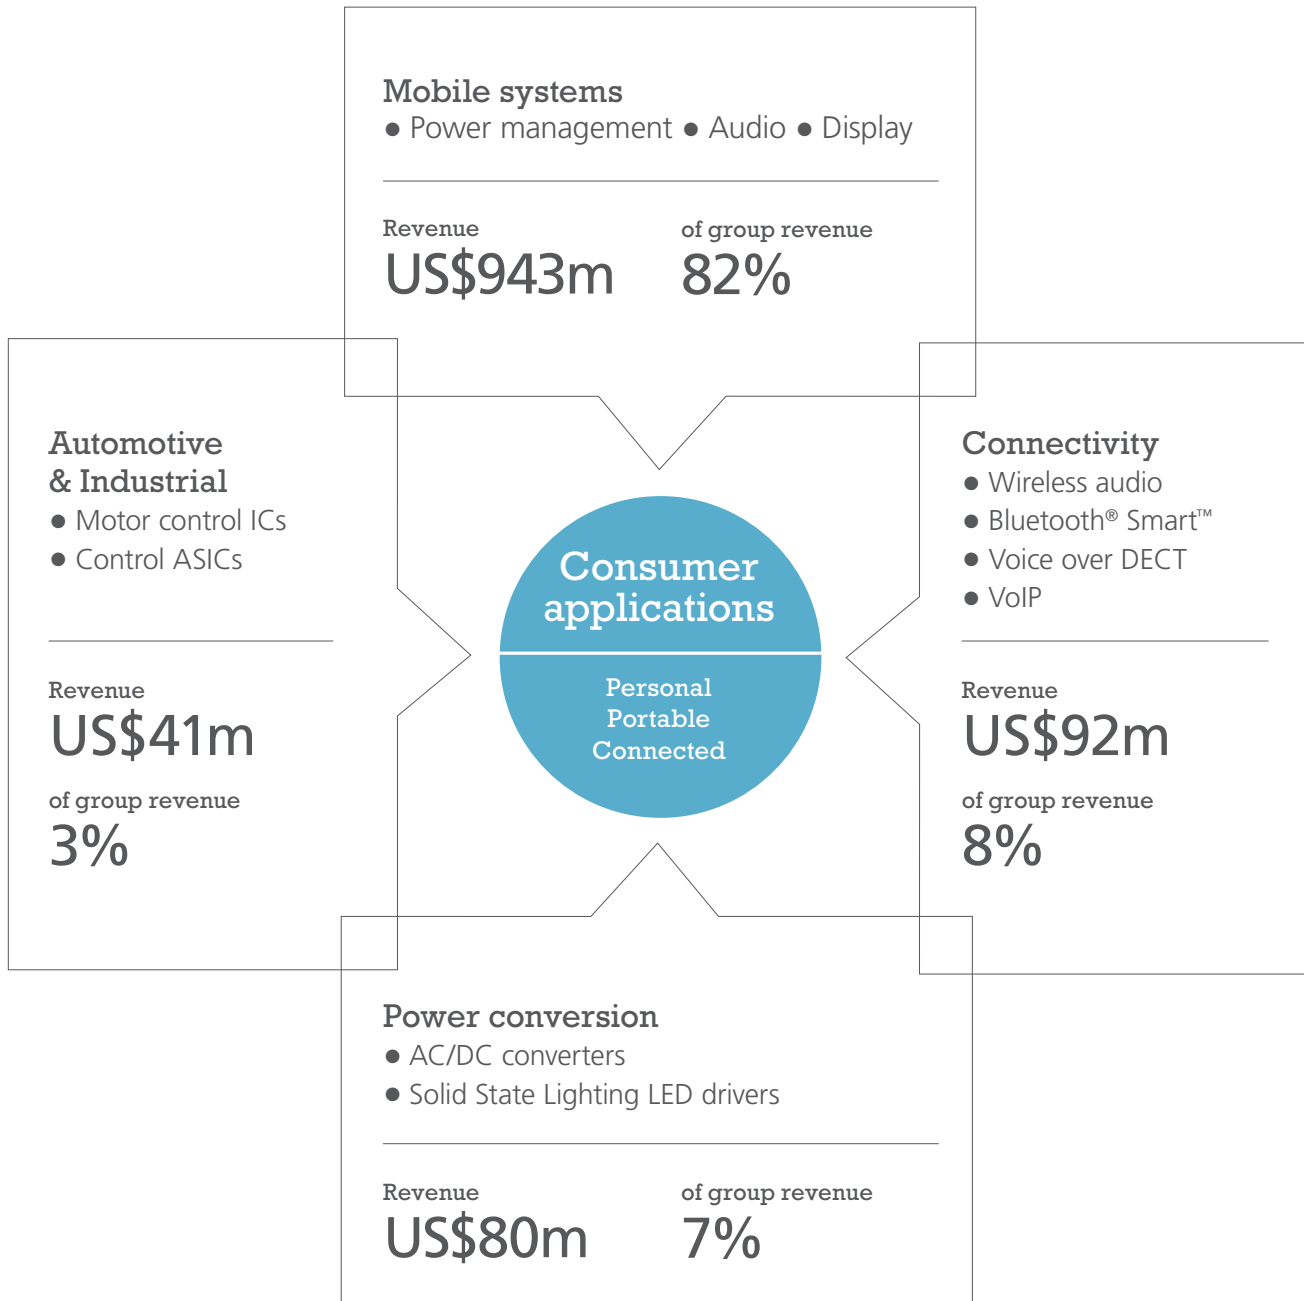 Mobile systems
● Power management ● Audio ● Display
Revenue
US$943m
of group revenue
82%
Automotive
& Industrial
● Motor control ICs
● Control ASICs
Revenue
US$41m
of group revenue
3%
Consumer
applications
Personal
Portable
Connected
Connectivity
● Wireless audio
● Bluetooth® Smart™
● Voice over DECT
● VoIP
Revenue
US$92m
of group revenue
8%
Power conversion
● AC/DC converters
● Solid State Lighting LED drivers
Revenue
US$80m
of group revenue
7%